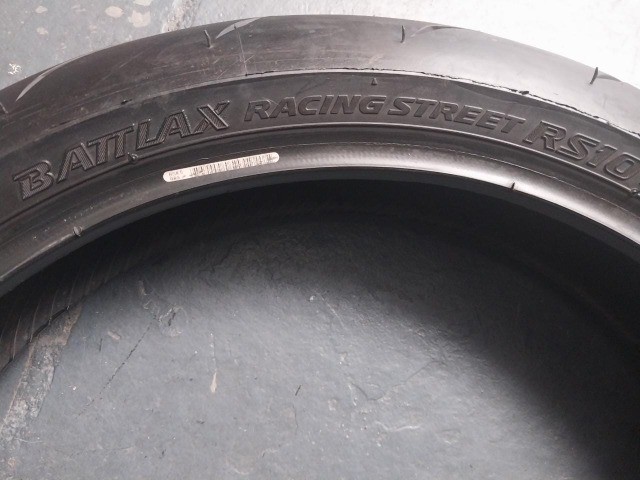 BATTLAX RACING STREET RS10